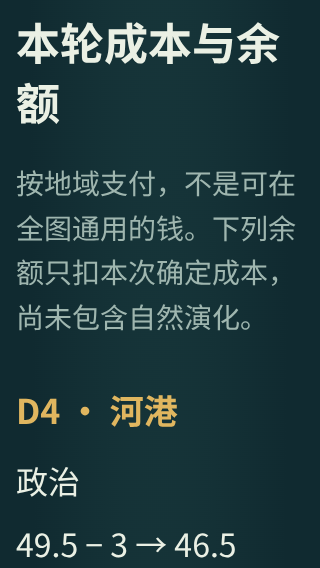 本轮成本与余
额
按地域支付，不是可在
全图通用的钱。下列余
额只扣本次确定成本，
尚未包含自然演化。
D4 · 河港
政治
49.5 − 3 → 46.5